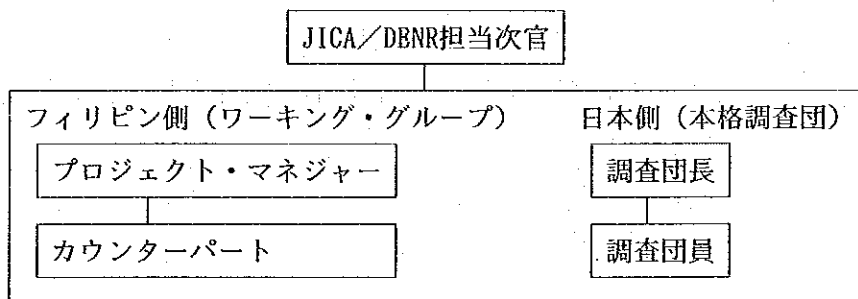 JICA／DENR担当次官
フィリピン側（ワーキング・グループ） 日本側（本格調査団）
プロジェクト・マネジャー 調査団長
カウンターパート 調査団員